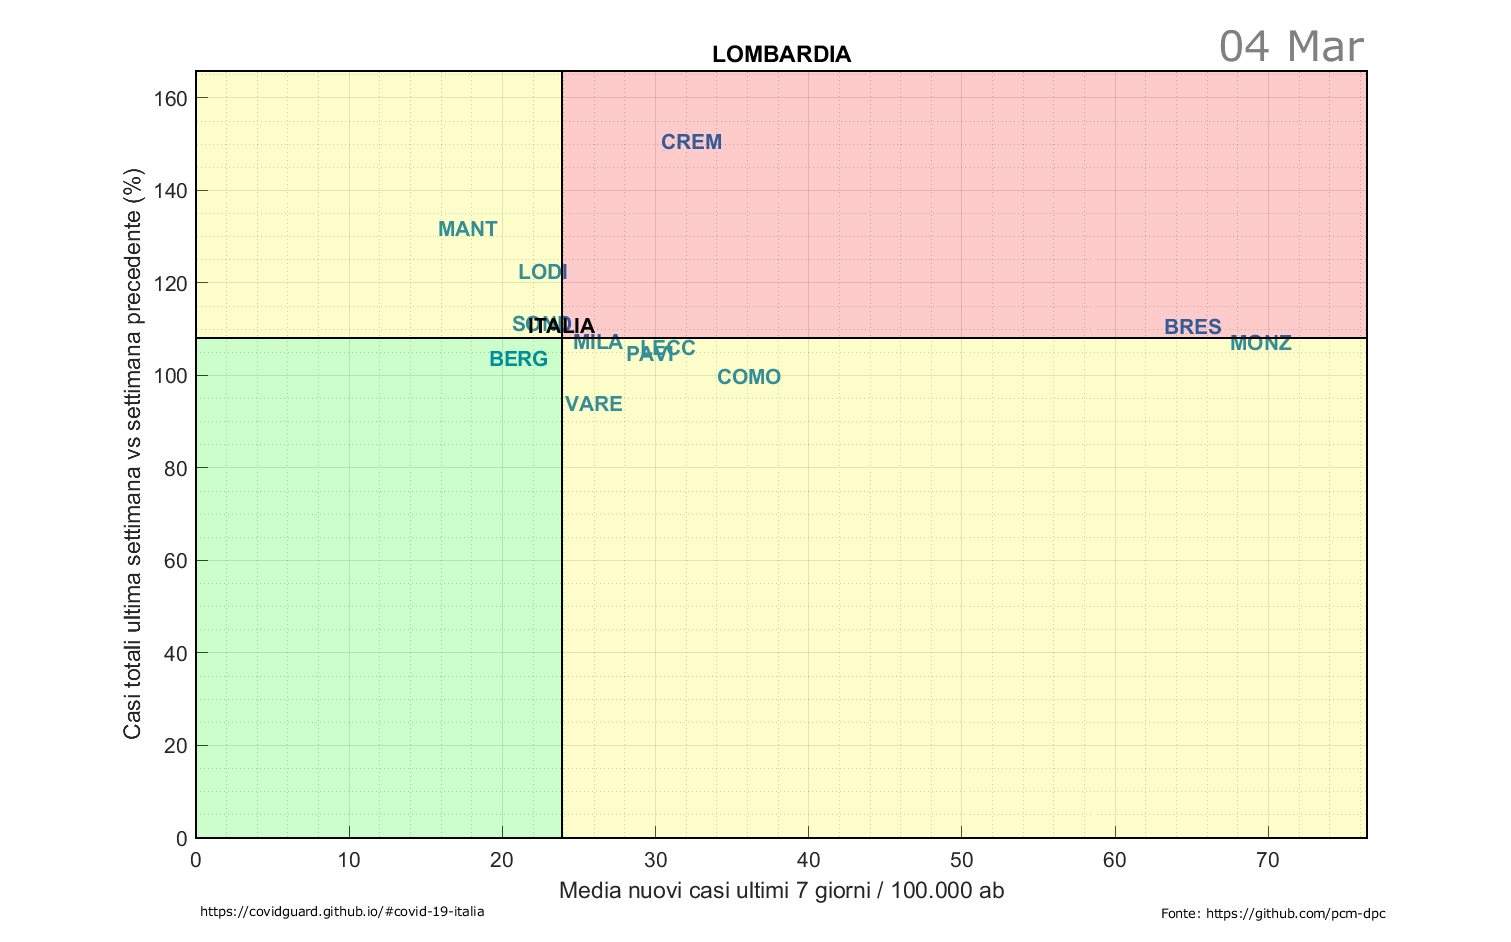 04 Mar
LOMBARDIA
Casi totali ultima settimana vs settimana precedente (%)
160
140
120
100
80
60
40
20
0
CREM
MANT
LODI
SOND
ITALIA
BRES
MILA
MONZ
LECC
PAVI
BERG
COMO
VARE
0 10 20 30 40 50 60 70
Media nuovi casi ultimi 7 giorni / 100.000 ab
https://covidguard.github.io/#covid-19-italia
Fonte: https://github.com/pcm-dpc